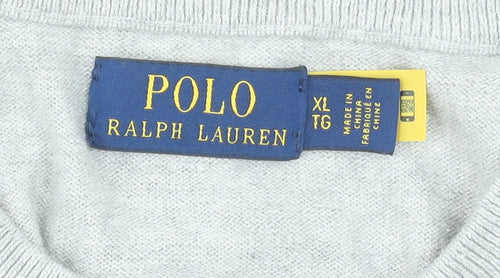 POLO
RALPH LAUREN
XL
TG
MADE IN
CHINA
FABRIQUÉ EN
CHINE